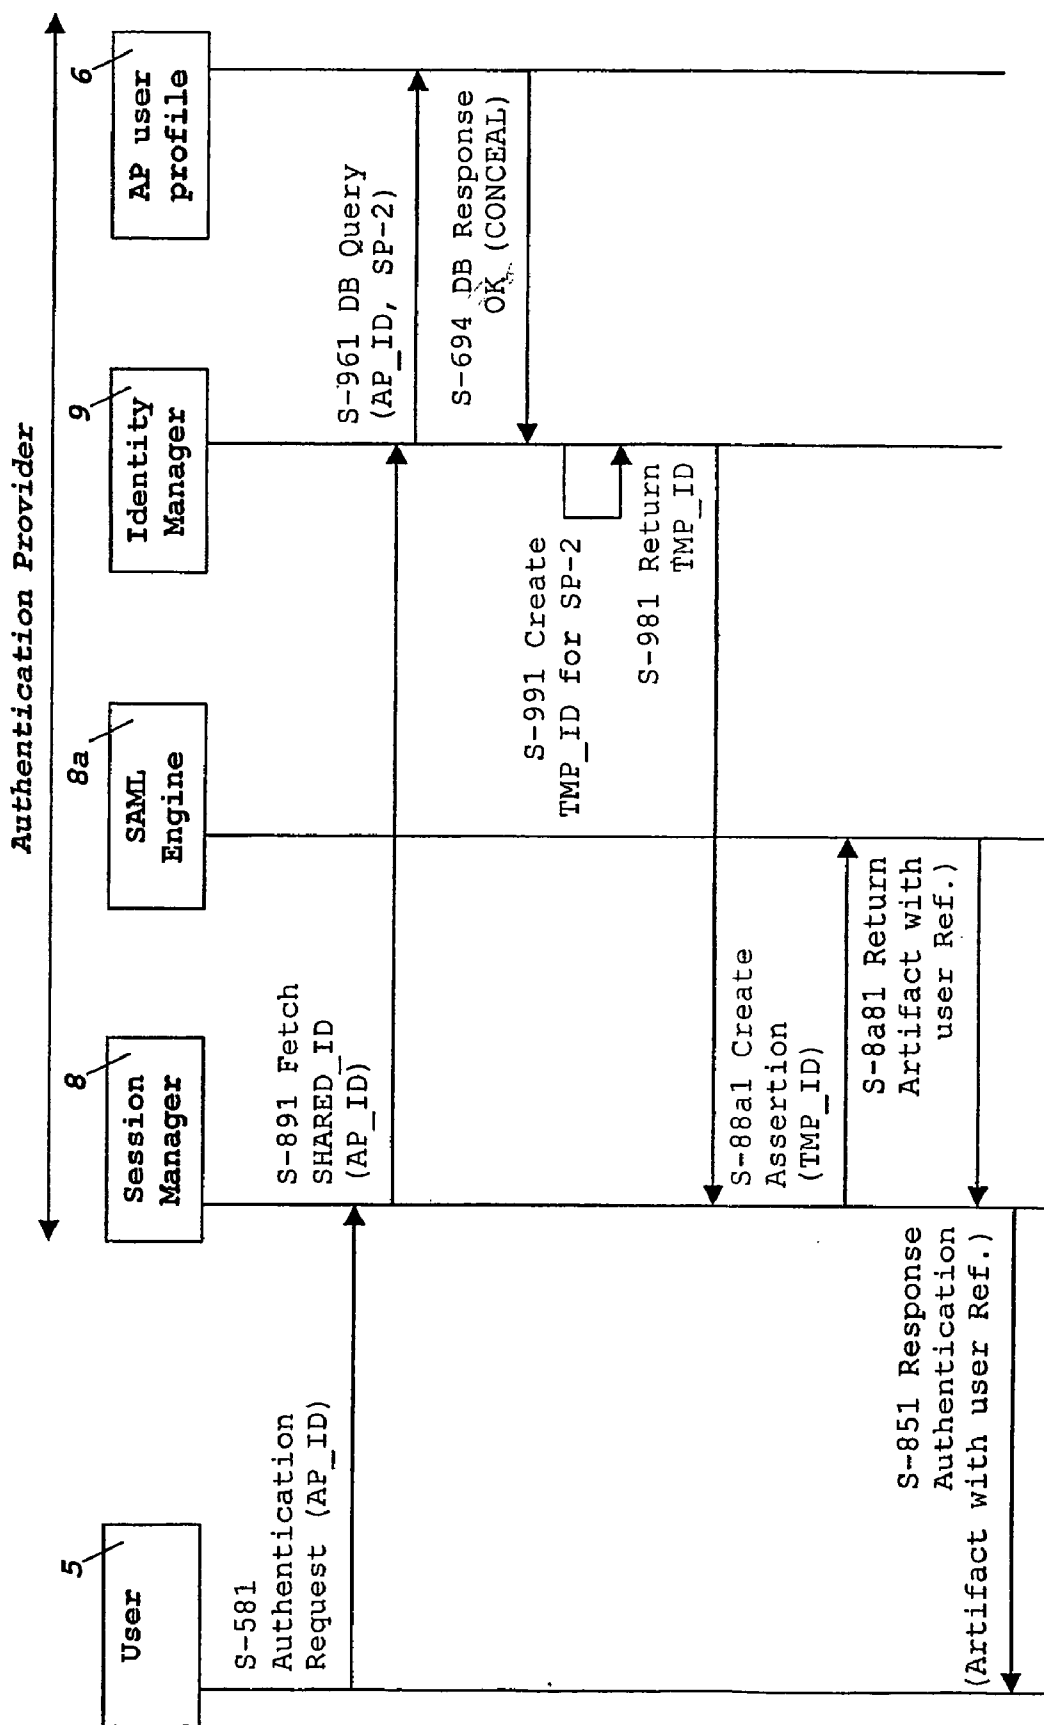 Authentication Provider
5
User
8
Session
Manager
8a
SAML
Engine
9
Identity
Manager
6
AP user
profile
S-581
Authentication
Request (AP_ID)
S-891 Fetch
SHARED_ID
(AP_ID)
S-961 DB Query
(AP_ID, SP-2)
S-694 DB Response
OK (CONCEAL)
S-991 Create
TMP_ID for SP-2
S-981 Return
TMP_ID
S-88a1 Create
Assertion
(TMP_ID)
S-8a81 Return
Artifact with
user Ref.)
S-851 Response
Authentication
(Artifact with user Ref.)